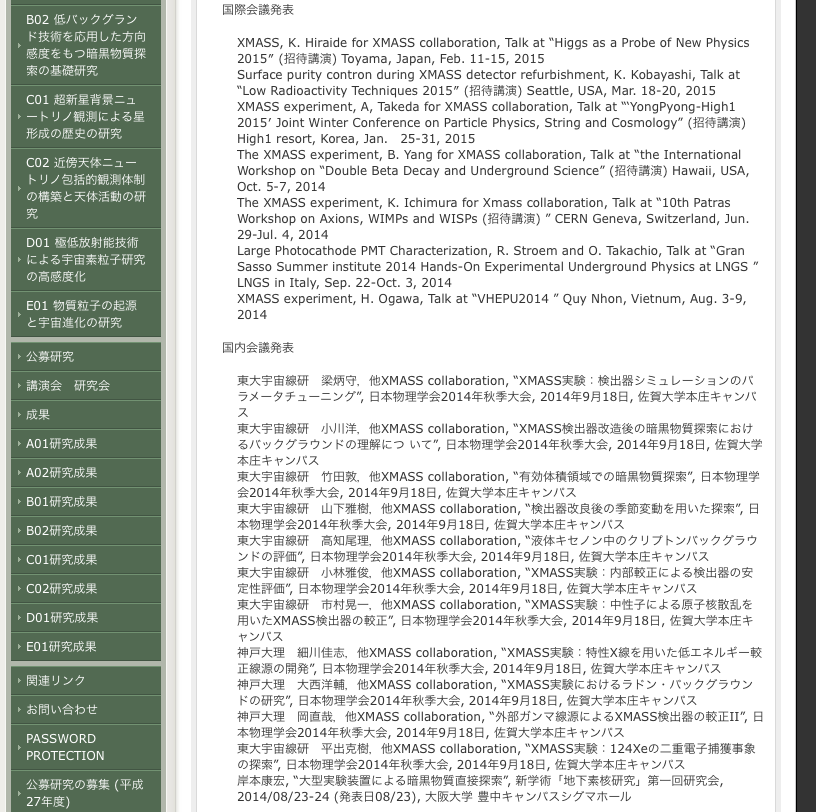 B02 低バックグラン
ド技術を応用した方向
感度をもつ暗黒物質探
索の基礎研究
C01 超新星背景ニュ
ートリノ観測による星
形成の歴史の研究
C02 近傍天体ニュー
トリノ包括的観測体制
の構築と天体活動の研
究
D01 極低放射能技術
による宇宙素粒子研究
の高感度化
E01 物質粒子の起源
と宇宙進化の研究
公募研究
講演会　研究会
成果
A01研究成果
A02研究成果
B01研究成果
B02研究成果
C01研究成果
C02研究成果
D01研究成果
E01研究成果
関連リンク
お問い合わせ
PASSWORD
PROTECTION
公募研究の募集 (平成
27年度)
国際会議発表
XMASS, K. Hiraide for XMASS collaboration, Talk at “Higgs as a Probe of New Physics
2015” (招待講演) Toyama, Japan, Feb. 11-15, 2015
Surface purity contron during XMASS detector refurbishment, K. Kobayashi, Talk at
“Low Radioactivity Techniques 2015” (招待講演) Seattle, USA, Mar. 18-20, 2015
XMASS experiment, A, Takeda for XMASS collaboration, Talk at “‘YongPyong-High1
2015’ Joint Winter Conference on Particle Physics, String and Cosmology” (招待講演)
High1 resort, Korea, Jan.　25-31, 2015
The XMASS experiment, B. Yang for XMASS collaboration, Talk at “the International
Workshop on “Double Beta Decay and Underground Science” (招待講演) Hawaii, USA,
Oct. 5-7, 2014
The XMASS experiment, K. Ichimura for Xmass collaboration, Talk at “10th Patras
Workshop on Axions, WIMPs and WISPs (招待講演) ” CERN Geneva, Switzerland, Jun.
29-Jul. 4, 2014
Large Photocathode PMT Characterization, R. Stroem and O. Takachio, Talk at “Gran
Sasso Summer institute 2014 Hands-On Experimental Underground Physics at LNGS ”
LNGS in Italy, Sep. 22-Oct. 3, 2014
XMASS experiment, H. Ogawa, Talk at “VHEPU2014 ” Quy Nhon, Vietnum, Aug. 3-9,
2014
国内会議発表
東大宇宙線研　梁炳守，他XMASS collaboration, “XMASS実験：検出器シミュレーションのパ
ラメータチューニング”, 日本物理学会2014年秋季大会, 2014年9月18日, 佐賀大学本庄キャンパ
ス
東大宇宙線研　小川洋，他XMASS collaboration, “XMASS検出器改造後の暗黒物質探索におけ
るバックグラウンドの理解につ いて”, 日本物理学会2014年秋季大会, 2014年9月18日, 佐賀大学
本庄キャンパス
東大宇宙線研　竹田敦，他XMASS collaboration, “有効体積領域での暗黒物質探索”, 日本物理学
会2014年秋季大会, 2014年9月18日, 佐賀大学本庄キャンパス
東大宇宙線研　山下雅樹，他XMASS collaboration, “検出器改良後の季節変動を用いた探索”, 日
本物理学会2014年秋季大会, 2014年9月18日, 佐賀大学本庄キャンパス
東大宇宙線研　高知尾理，他XMASS collaboration, “液体キセノン中のクリプトンバックグラウ
ンドの評価”, 日本物理学会2014年秋季大会, 2014年9月18日, 佐賀大学本庄キャンパス
東大宇宙線研　小林雅俊，他XMASS collaboration, “XMASS実験：内部較正による検出器の安
定性評価”, 日本物理学会2014年秋季大会, 2014年9月18日, 佐賀大学本庄キャンパス
東大宇宙線研　市村晃一，他XMASS collaboration, “XMASS実験：中性子による原子核散乱を
用いたXMASS検出器の較正”, 日本物理学会2014年秋季大会, 2014年9月18日, 佐賀大学本庄キ
ャンパス
神戸大理　細川佳志，他XMASS collaboration, “XMASS実験：特性X線を用いた低エネルギー較
正線源の開発”, 日本物理学会2014年秋季大会, 2014年9月18日, 佐賀大学本庄キャンパス
神戸大理　大西洋輔，他XMASS collaboration, “XMASS実験におけるラドン・バックグラウン
ドの研究”, 日本物理学会2014年秋季大会, 2014年9月18日, 佐賀大学本庄キャンパス
神戸大理　岡直哉，他XMASS collaboration, “外部ガンマ線源によるXMASS検出器の較正II”, 日
本物理学会2014年秋季大会, 2014年9月18日, 佐賀大学本庄キャンパス
東大宇宙線研　平出克樹，他XMASS collaboration, “XMASS実験：124Xeの二重電子捕獲事象
の探索”, 日本物理学会2014年秋季大会, 2014年9月18日, 佐賀大学本庄キャンパス
岸本康宏, “大型実験装置による暗黒物質直接探索”, 新学術「地下素核研究」第一回研究会,
2014/08/23-24 (発表日08/23), 大阪大学 豊中キャンパスシグマホール